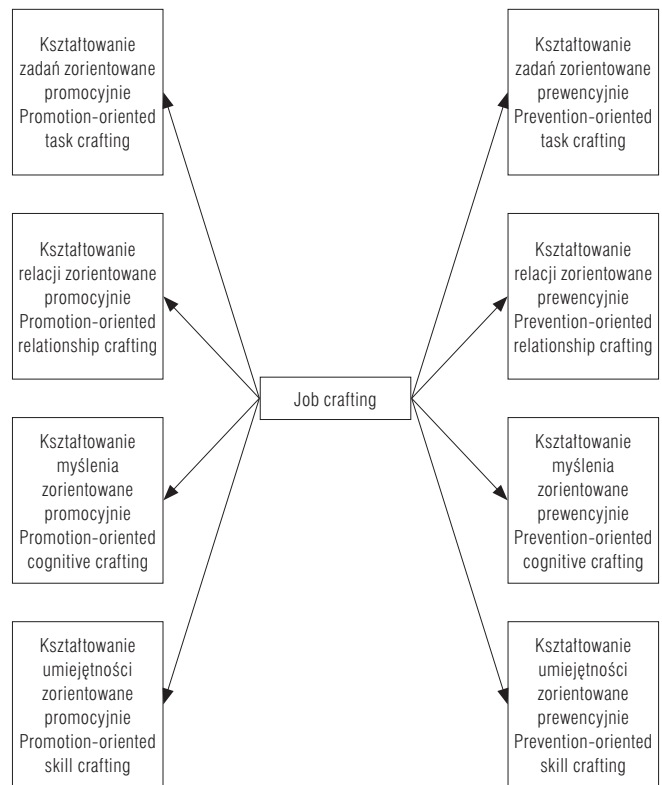 Kształtowanie
zadań zorientowane
promocyjnie
Promotion-oriented
task crafting
Kształtowanie
zadań zorientowane
prewencyjnie
Prevention-oriented
task crafting
Kształtowanie
relacji zorientowane
promocyjnie
Promotion-oriented
relationship crafting
Kształtowanie
relacji zorientowane
prewencyjnie
Prevention-oriented
relationship crafting
Job crafting
Kształtowanie
myślenia
zorientowane
promocyjnie
Promotion-oriented
cognitive crafting
Kształtowanie
myślenia
zorientowane
prewencyjnie
Prevention-oriented
cognitive crafting
Kształtowanie
umiejętności
zorientowane
promocyjnie
Promotion-oriented
skill crafting
Kształtowanie
umiejętności
zorientowane
prewencyjnie
Prevention-oriented
skill crafting